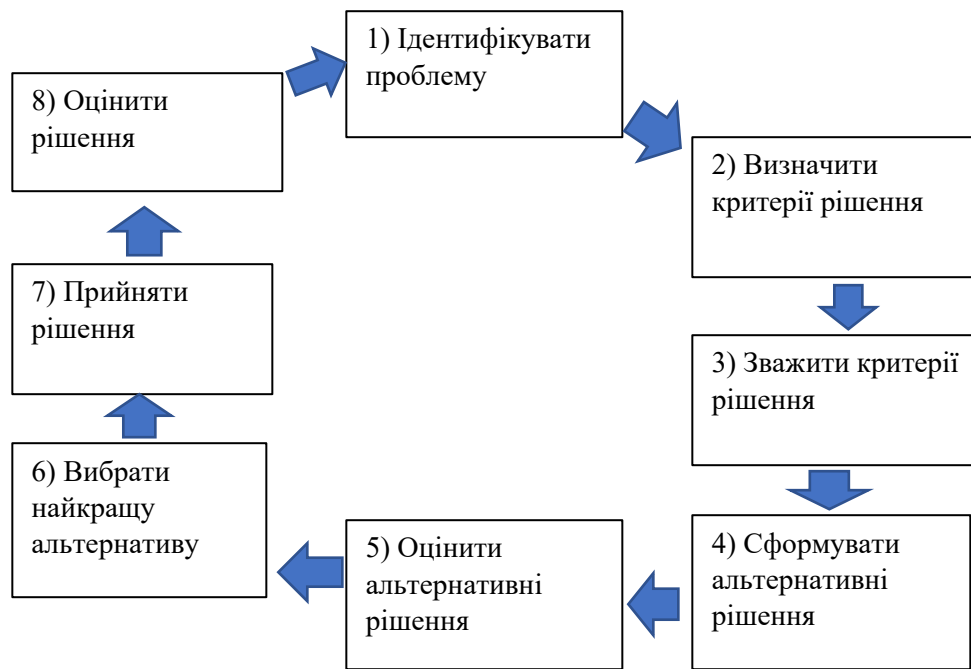 1) Ідентифікувати
проблему
2) Визначити
критерії рішення
3) Зважити критерії
рішення
4) Сформувати
альтернативні
рішення
5) Оцінити
альтернативні
рішення
6) Вибрати
найкращу
альтернативу
7) Прийняти
рішення
8) Оцінити
рішення